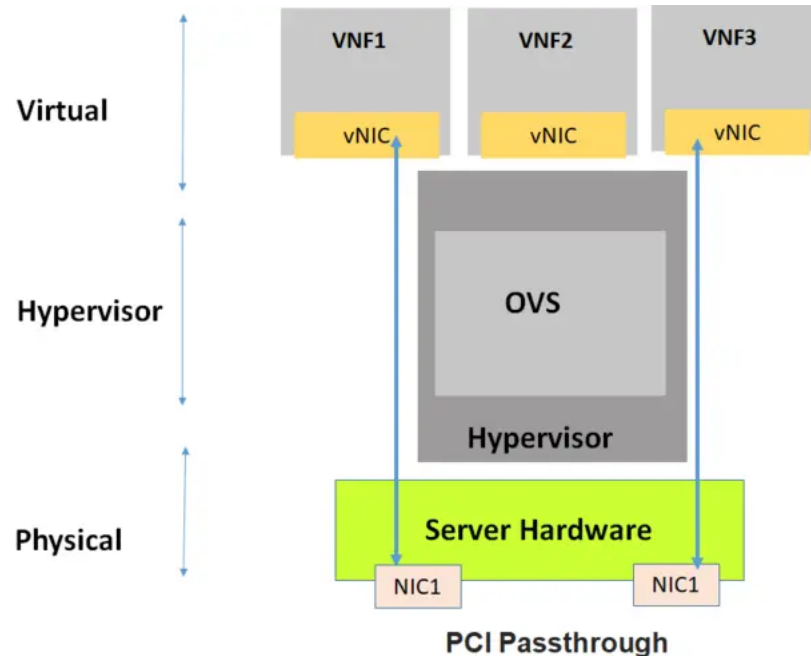 VNF1
VNF2
VNF3
Virtual
vNIC
vNIC
vNIC
Hypervisor
OVS
Hypervisor
Physical
Server Hardware
NIC1
NIC1
PCI Passthrough